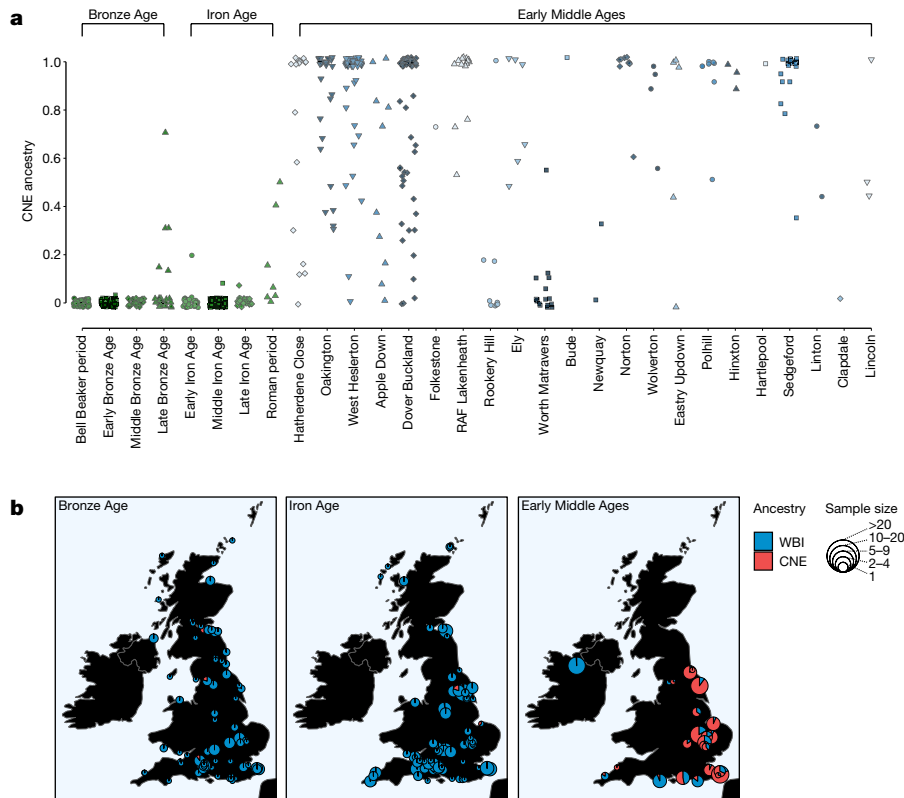 a
Bronze Age
Iron Age
Early Middle Ages
CNE ancestry
1.0
0.8
0.6
0.4
0.2
0
Bell Beaker period
Early Bronze Age
Middle Bronze Age
Late Bronze Age
Early Iron Age
Middle Iron Age
Late Iron Age
Roman period
Hatherdene Close
Oakington
West Heslerton
Apple Down
Dover Buckland
Folkestone
RAF Lakenheath
Rookery Hill
Ely
Worth Matravers
Bude
Newquay
Norton
Wolverton
Eastry Updown
Polhill
Hinxton
Hartlepool
Sedgeford
Linton
Clapdale
Lincoln
b
Bronze Age
Iron Age
Early Middle Ages
Ancestry
WBI
CNE
Sample size
>20
10–20
5–9
2–4
1